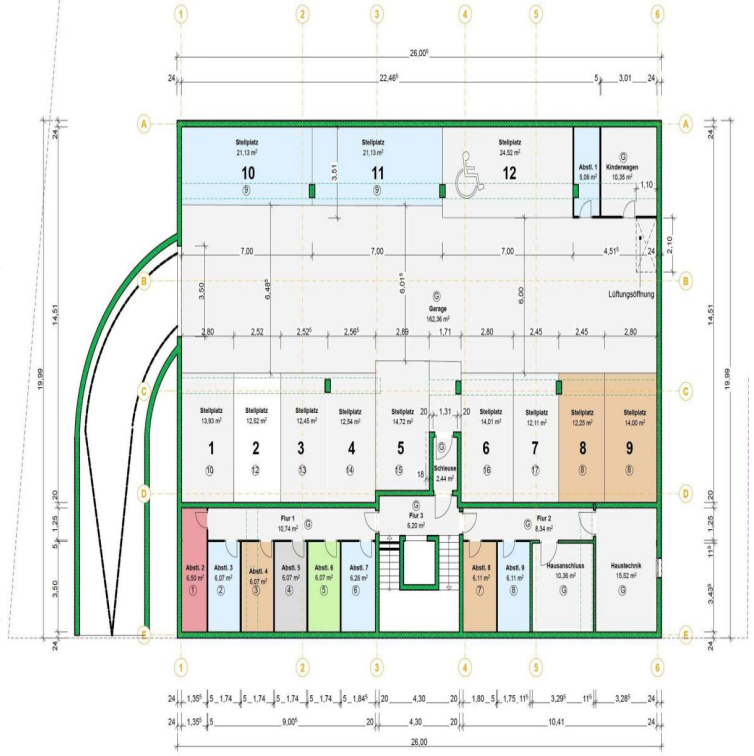 1 2 3 4 5 6
26,00⁵
24 22,46⁵ 5 3,01 24
A A
24 24
Stellplatz
21,13 m²
10
9
Stellplatz
21,13 m²
11
9
Stellplatz
24,52 m²
12
Abstl. 1
5,06 m²
G
Kinderwagen
10,35 m²
3,51
1,10
7,00 7,00 7,00 4,51⁵ 24
2,10
3,50
6,48⁵
6,01⁵
6,00
B B
Lüftungsöffnung
G
Garage
162,36 m²
14,51 14,51
19,99 19,99
2,80 2,52 2,52⁵ 2,56⁵ 2,89 1,71 2,80 2,45 2,45 2,80
C C
Stellplatz
13,93 m²
1
10
Stellplatz
12,52 m²
2
12
Stellplatz
12,45 m²
3
13
Stellplatz
12,54 m²
4
14
Stellplatz
14,72 m²
5
15
20 1,31 20
G
Schleuse
2,44 m²
18
Stellplatz
14,01 m²
6
16
Stellplatz
12,11 m²
7
17
Stellplatz
12,25 m²
8
8
Stellplatz
14,00 m²
9
8
D D
20 20
Flur 1
10,74 m²
G
G
Flur 3
6,20 m²
Flur 2
8,34 m²
G
1,25 1,25
5 11⁵
Abstl. 2
6,50 m²
1
Abstl. 3
6,07 m²
2
Abstl. 4
6,07 m²
3
Abstl. 5
6,07 m²
4
Abstl. 6
6,07 m²
5
Abstl. 7
6,26 m²
6
Abstl. 8
6,11 m²
7
Abstl. 9
6,11 m²
8
Hausanschluss
10,36 m²
G
Haustechnik
15,52 m²
G
3,50 3,43⁵
E E
24 24
1 2 3 4 5 6
24 1,35⁵ 5 1,74 5 1,74 5 1,74 5 1,74 5 1,84⁵ 20 4,30 20 1,80 5 1,75 11⁵ 3,29⁵ 11⁵ 3,28⁵ 24
24 1,35⁵ 5 9,00⁵ 20 4,30 20 10,41 24
26,00